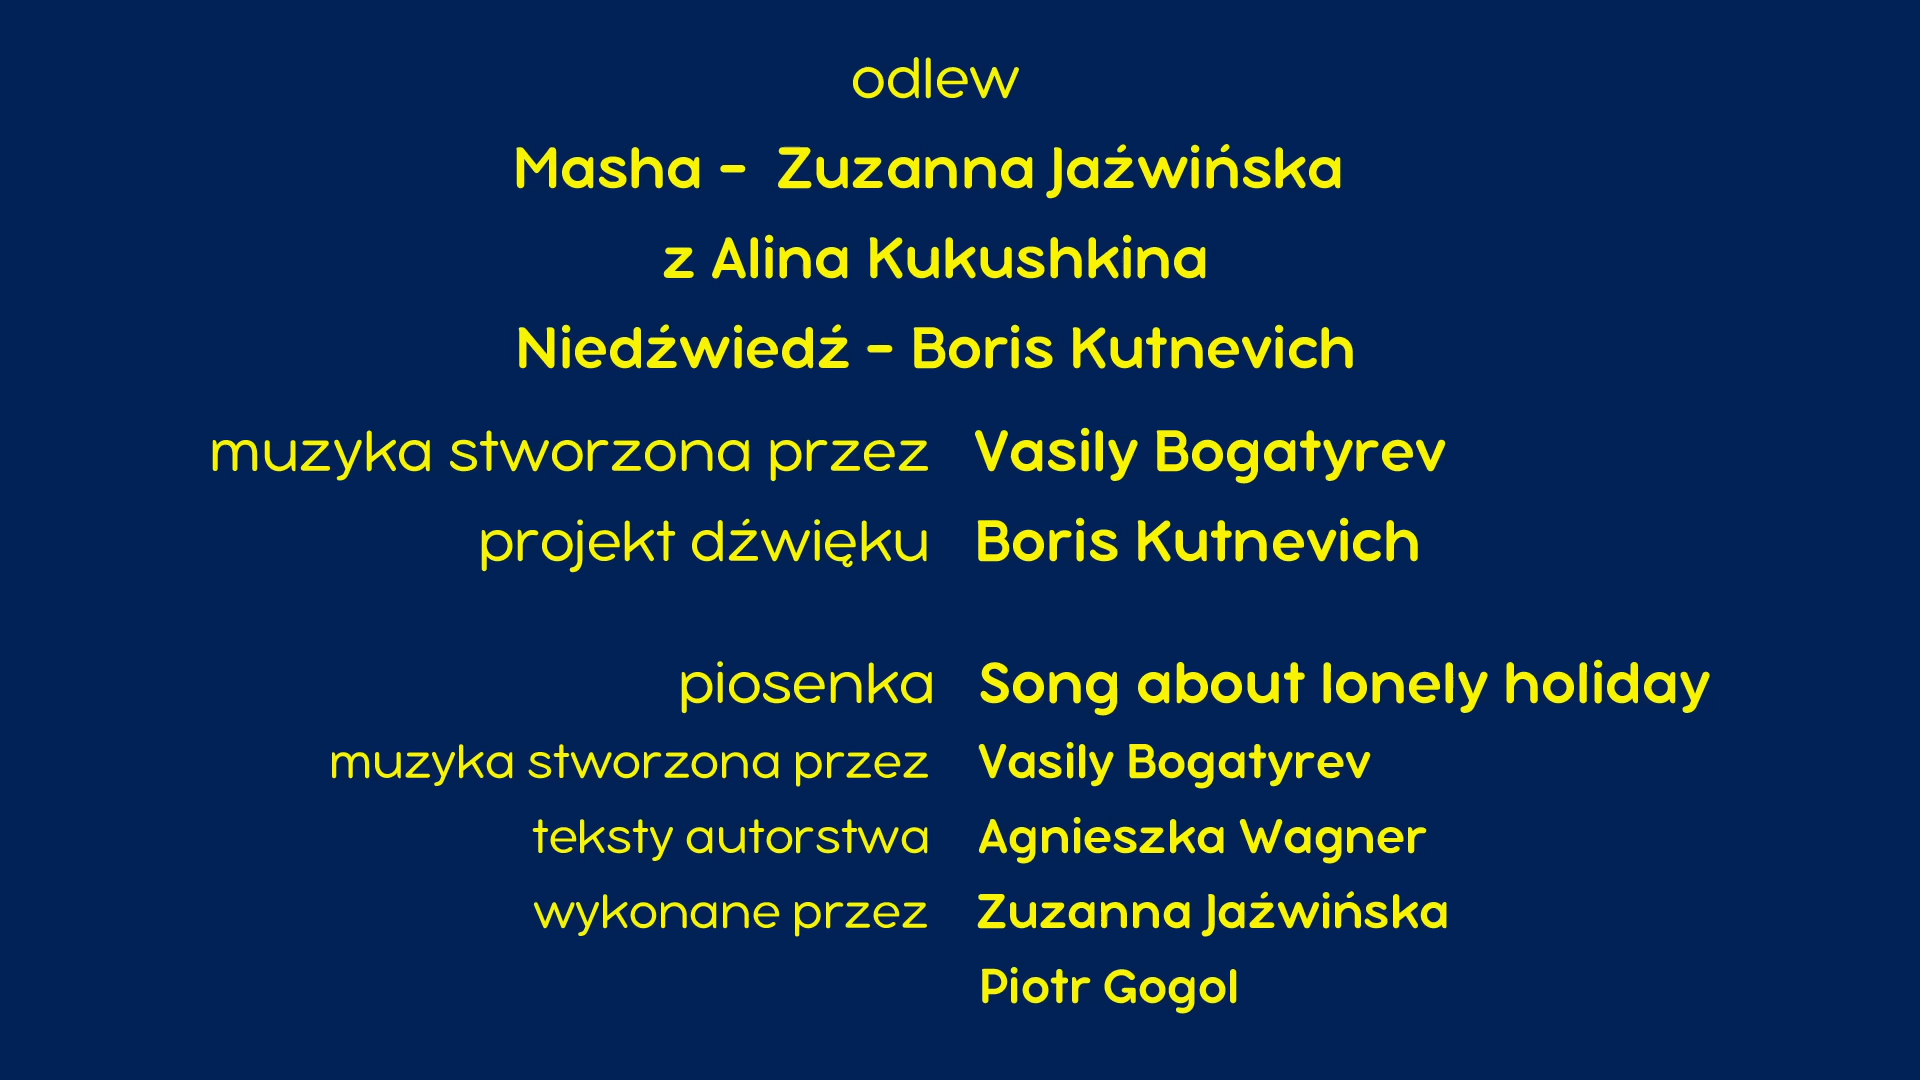 odlew
Masha - Zuzanna Jaźwińska
z Alina Kukushkina
Niedźwiedź - Boris Kutnevich
muzyka stworzona przez Vasily Bogatyrev
projekt dźwięku Boris Kutnevich
piosenka Song about lonely holiday
muzyka stworzona przez Vasily Bogatyrev
teksty autorstwa Agnieszka Wagner
wykonane przez Zuzanna Jaźwińska
Piotr Gogol